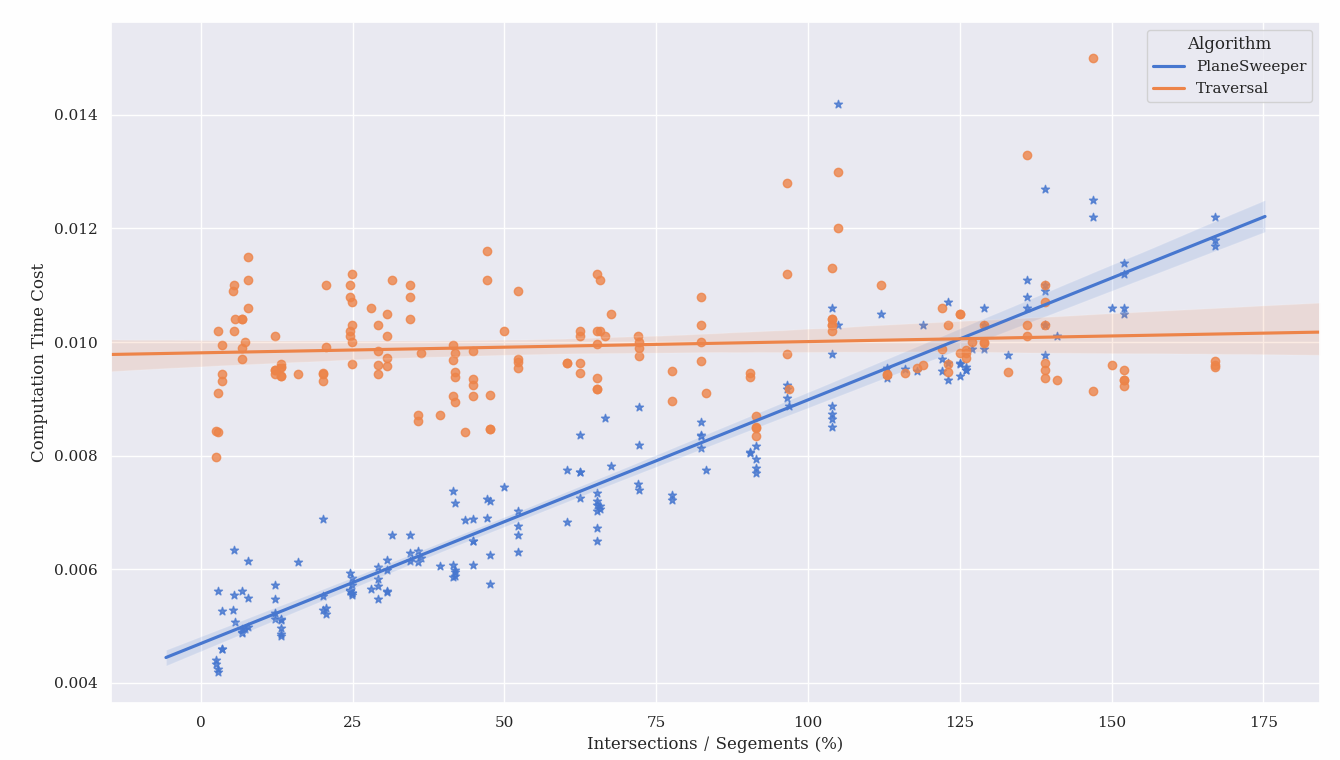 Algorithm
PlaneSweeper
Traversal
Computation Time Cost
0.014
0.012
0.010
0.008
0.006
0.004
0 25 50 75 100 125 150 175
Intersections / Segements (%)